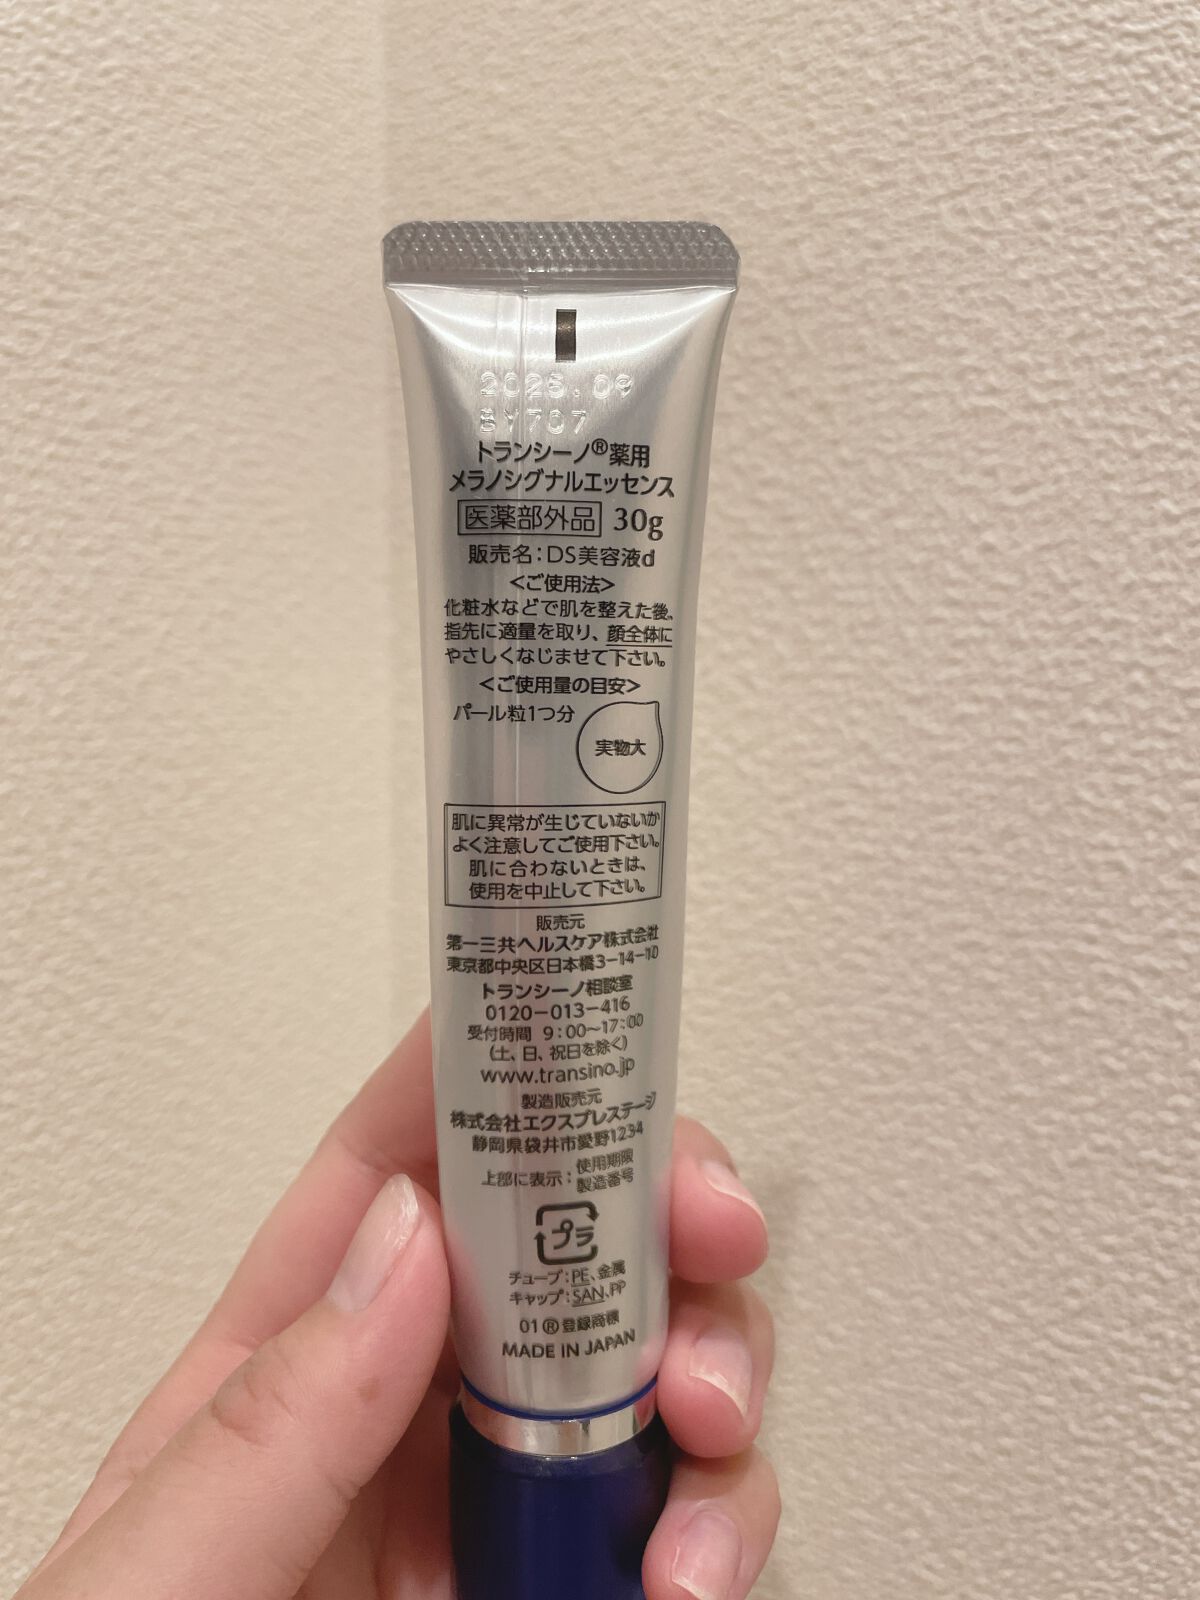 2026.09
BY707
トランシーノ®薬用
メラノシグナルエッセンス
医薬部外品 30g
販売名:DS美容液d
<ご使用法>
化粧水などで肌を整えた後、
指先に適量を取り、顔全体に
やさしくなじませて下さい。
<ご使用量の目安>
パール粒1つ分
実物大
肌に異常が生じていないか
よく注意してご使用下さい。
肌に合わないときは、
使用を中止して下さい。
販売元
第一三共ヘルスケア株式会社
東京都中央区日本橋3-14-10
トランシーノ相談室
0120-013-416
受付時間 9:00~17:00
(土、日、祝日を除く)
www.transino.jp
製造販売元
株式会社エクスプレステージ
静岡県袋井市愛野1234
上部に表示:使用期限
製造番号
プラ
チューブ:PE、金属
キャップ:SAN、PP
01®登録商標
MADE IN JAPAN